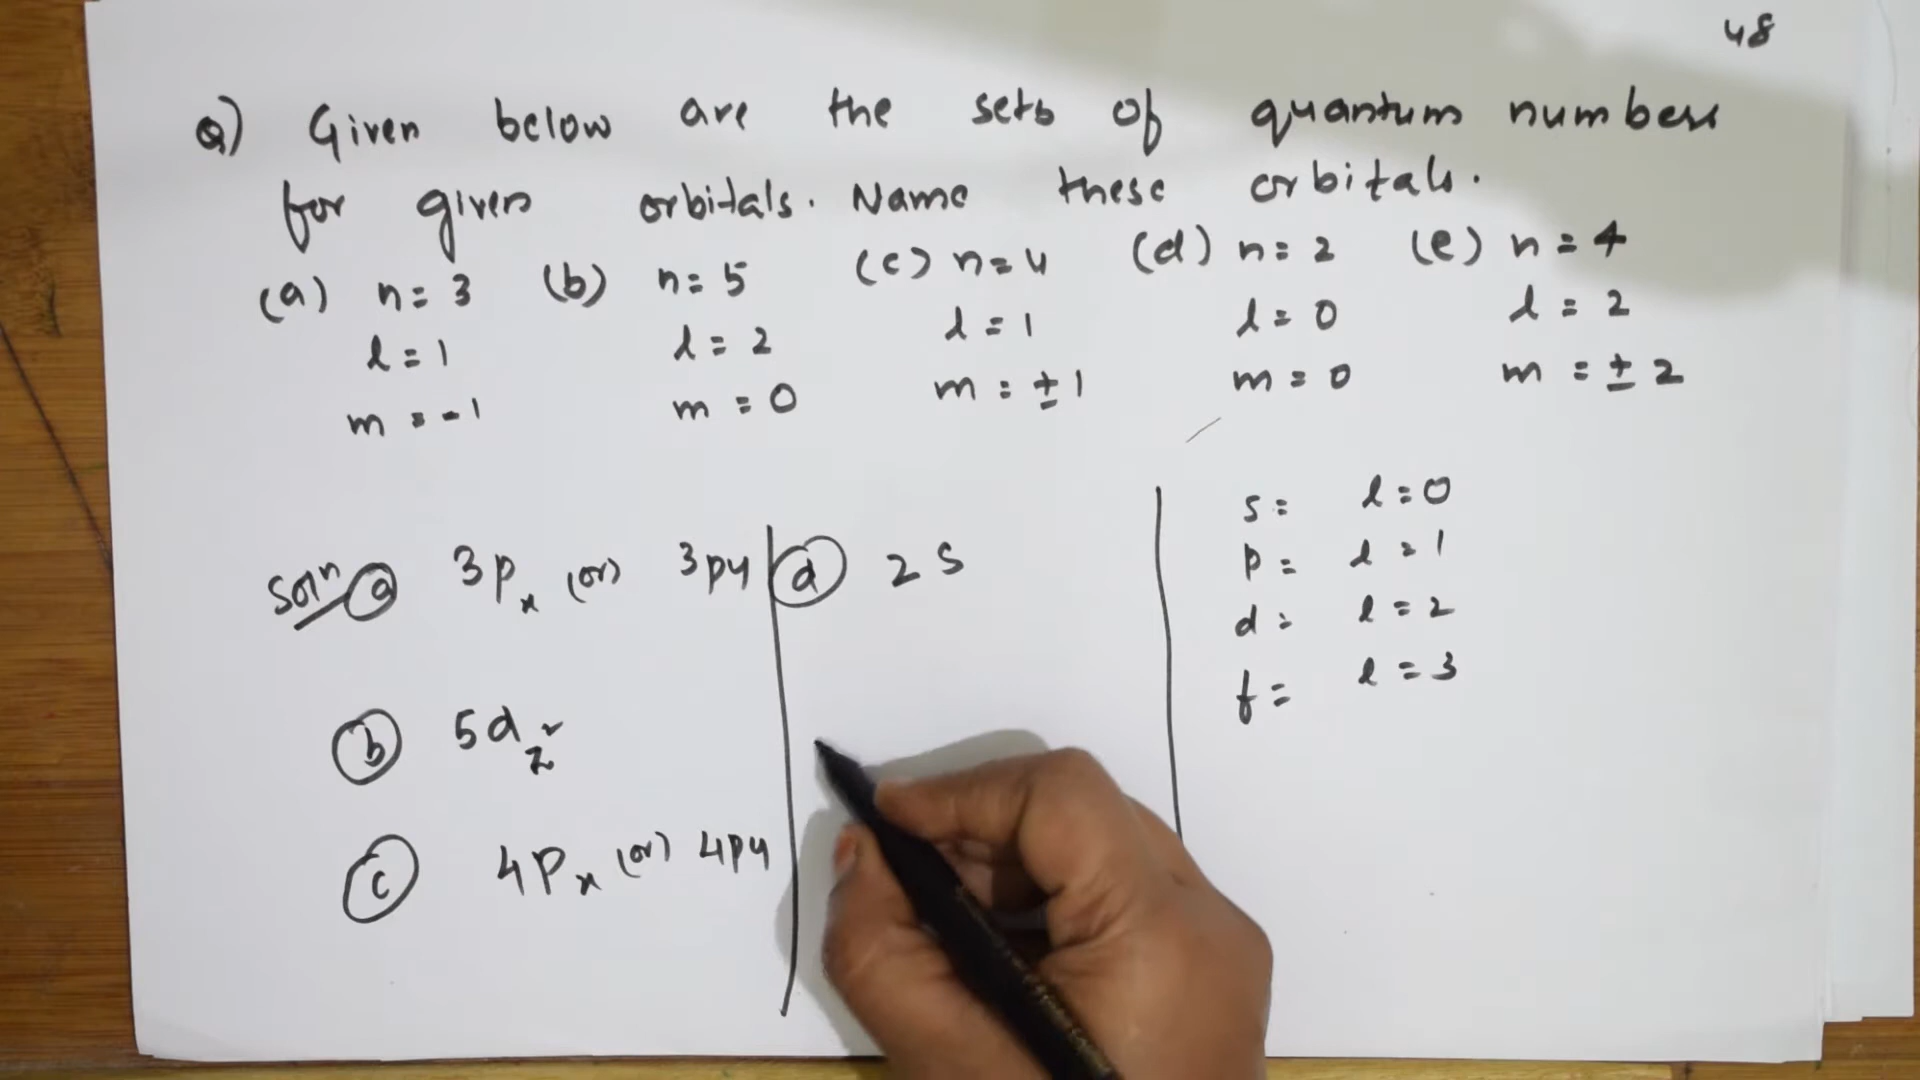 48
Q) Given below are the sets of quantum numbers
for given orbitals. Name these orbitals.
(a) n = 3 (b) n = 5 (c) n = 4 (d) n = 2 (e) n = 4
l = 1 l = 2 l = 1 l = 0 l = 2
m = -1 m = 0 m = ±1 m = 0 m = ±2
Soln (a) 3px (or) 3py
(b) 5dz²
(c) 4px (or) 4py
(d) 2s
s = l = 0
p = l = 1
d = l = 2
f = l = 3